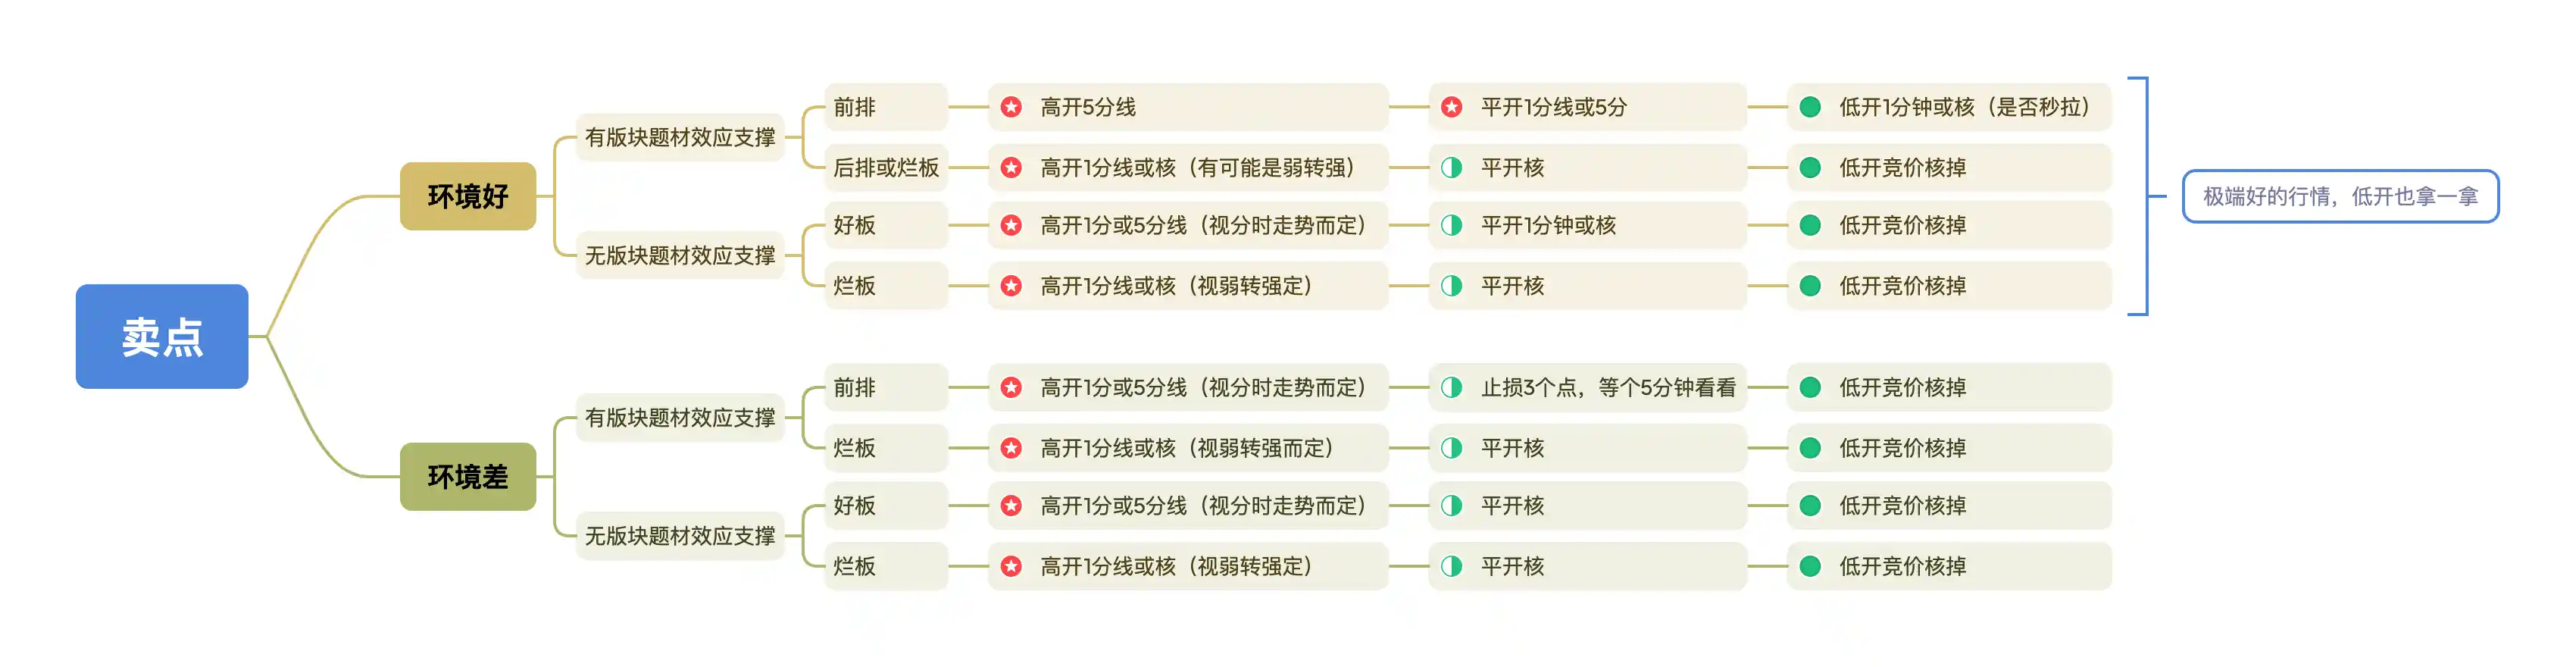 卖点
环境好
有版块题材效应支撑
前排
高开5分线
平开1分线或5分
低开1分钟或核（是否秒拉）
后排或烂板
高开1分线或核（有可能是弱转强）
平开核
低开竞价核掉
无版块题材效应支撑
好板
高开1分或5分线（视分时走势而定）
平开1分钟或核
低开竞价核掉
烂板
高开1分线或核（视弱转强定）
平开核
低开竞价核掉
极端好的行情，低开也拿一拿
环境差
有版块题材效应支撑
前排
高开1分或5分线（视分时走势而定）
止损3个点，等个5分钟看看
低开竞价核掉
烂板
高开1分线或核（视弱转强而定）
平开核
低开竞价核掉
无版块题材效应支撑
好板
高开1分或5分线（视分时走势而定）
平开核
低开竞价核掉
烂板
高开1分线或核（视弱转强定）
平开核
低开竞价核掉